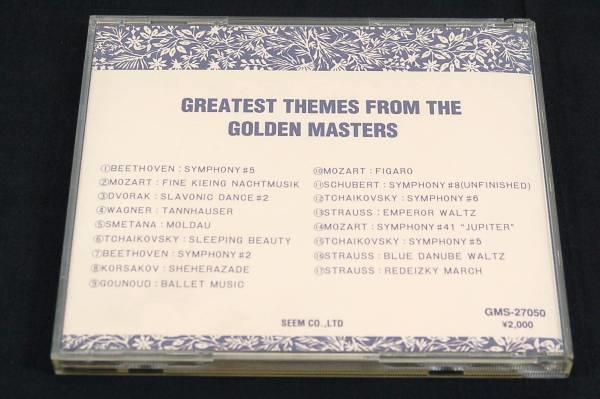 GREATEST THEMES FROM THE
GOLDEN MASTERS
①BEETHOVEN : SYMPHONY #5
②MOZART : FINE KIEING NACHTMUSIK
③DVORAK : SLAVONIC DANCE #2
④WAGNER : TANNHAUSER
⑤SMETANA : MOLDAU
⑥TCHAIKOVSKY : SLEEPING BEAUTY
⑦BEETHOVEN : SYMPHONY #2
⑧KORSAKOV : SHEHERAZADE
⑨GOUNOUD : BALLET MUSIC
⑩MOZART : FIGARO
⑪SCHUBERT : SYMPHONY #8(UNFINISHED)
⑫TCHAIKOVSKY : SYMPHONY #6
⑬STRAUSS : EMPEROR WALTZ
⑭MOZART : SYMPHONY #41 "JUPITER"
⑮TCHAIKOVSKY : SYMPHONY #5
⑯STRAUSS : BLUE DANUBE WALTZ
⑰STRAUSS : REDEIZKY MARCH
SEEM CO.,LTD
GMS-27050
¥2,000